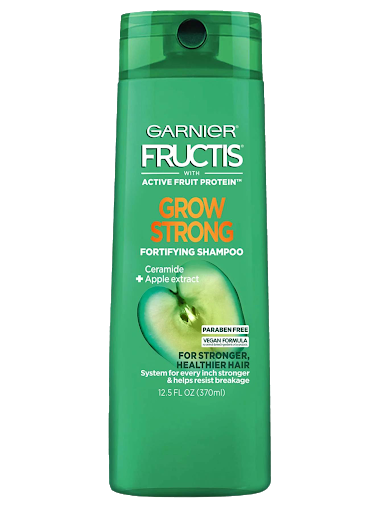 GARNIER
FRUCTIS
WITH
ACTIVE FRUIT PROTEIN™
GROW
STRONG
FORTIFYING SHAMPOO
Ceramide
+ Apple extract
PARABEN FREE
VEGAN FORMULA
FOR STRONGER,
HEALTHIER HAIR
System for every inch stronger
& helps resist breakage
12.5 FL OZ (370ml)